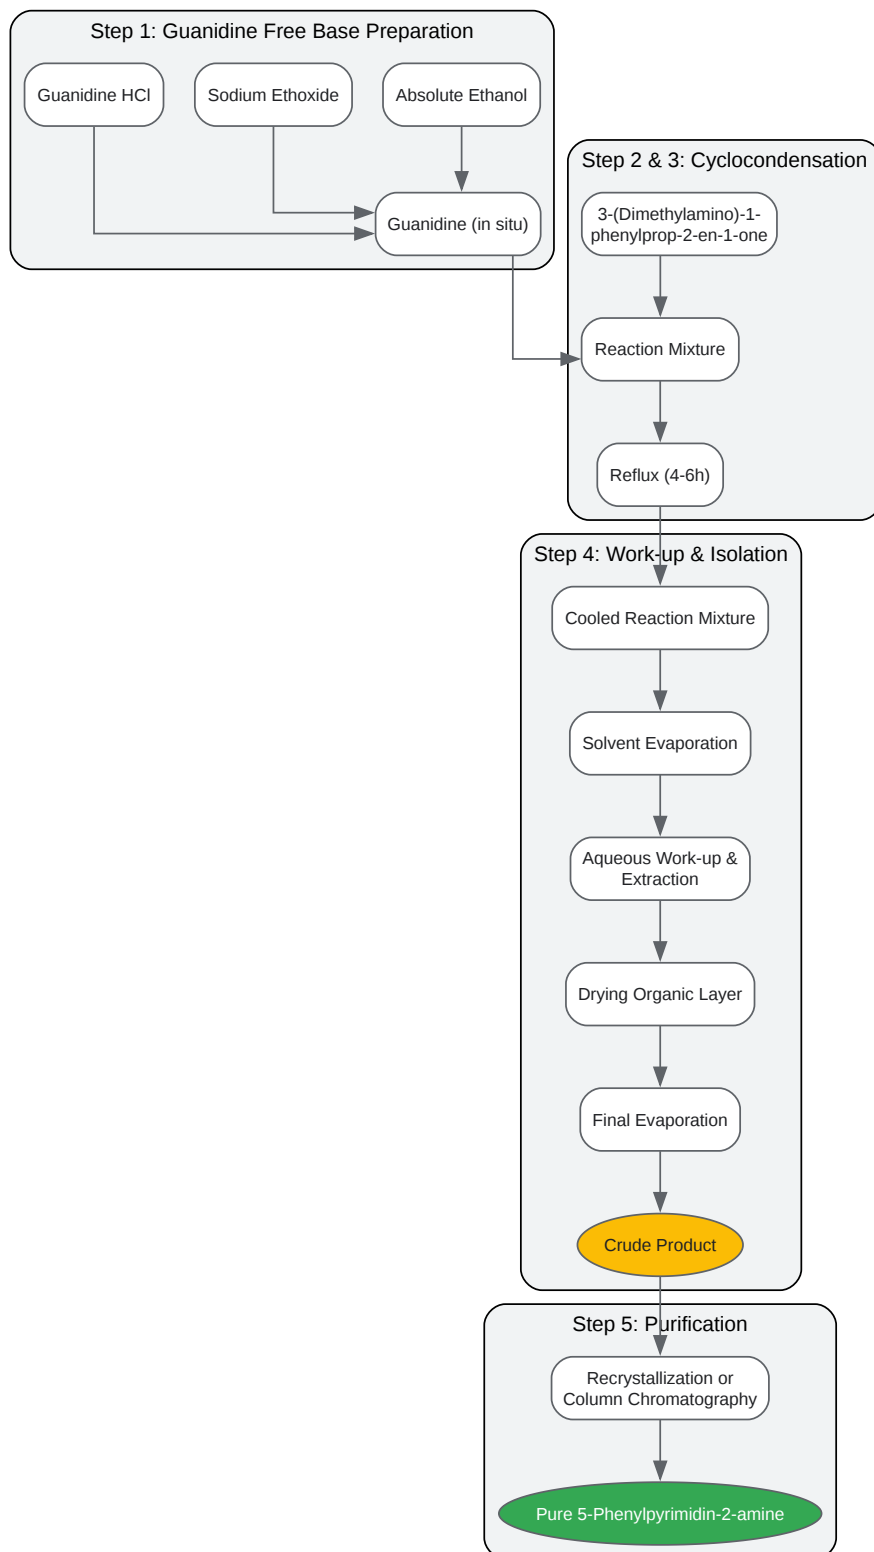 Step 1: Guanidine Free Base Preparation
Guanidine HCl
Sodium Ethoxide
Absolute Ethanol
Guanidine (in situ)
Step 2 & 3: Cyclocondensation
3-(Dimethylamino)-1-
phenylprop-2-en-1-one
Reaction Mixture
Reflux (4-6h)
Step 4: Work-up & Isolation
Cooled Reaction Mixture
Solvent Evaporation
Aqueous Work-up &
Extraction
Drying Organic Layer
Final Evaporation
Crude Product
Step 5: Purification
Recrystallization or
Column Chromatography
Pure 5-Phenylpyrimidin-2-amine